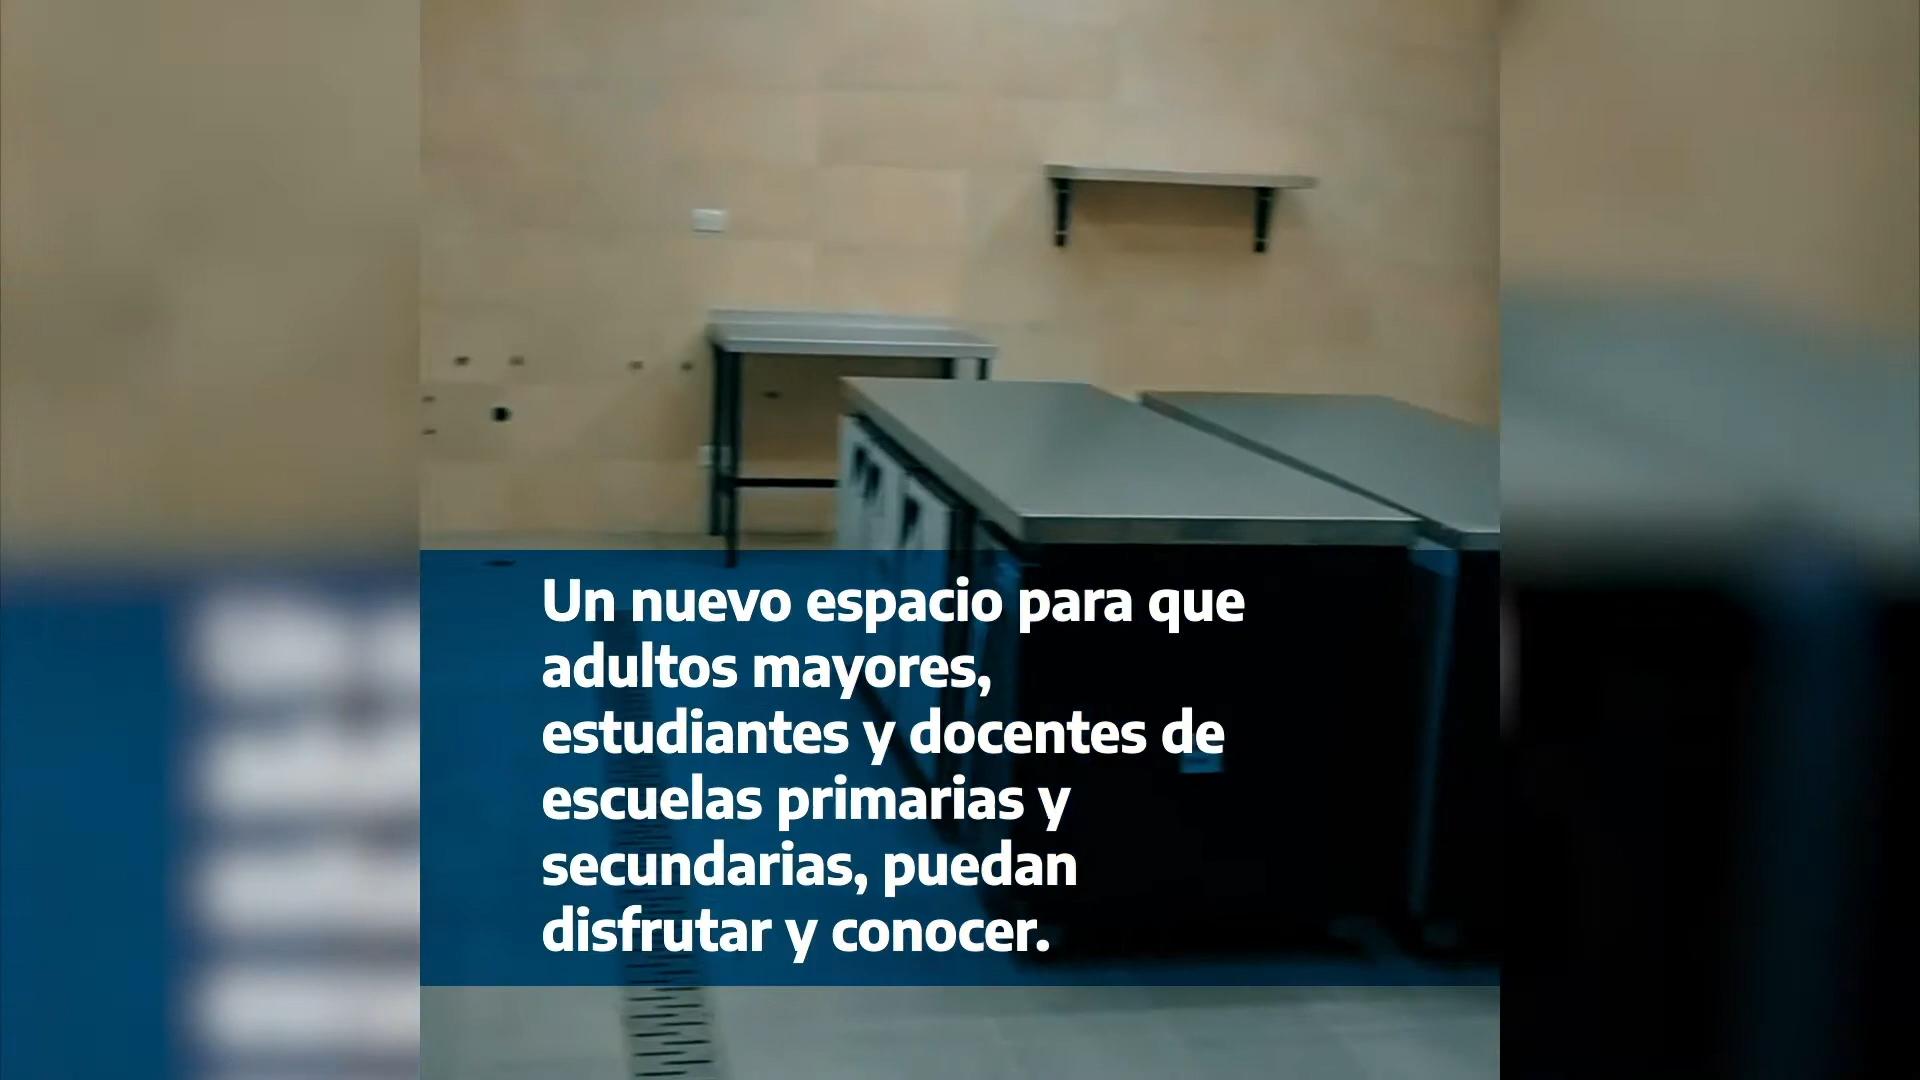 Un nuevo espacio para que
adultos mayores,
estudiantes y docentes de
escuelas primarias y
secundarias, puedan
disfrutar y conocer.